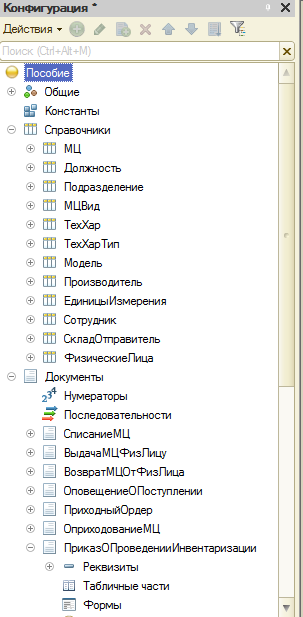 Конфигурация *
Действия
Поиск (Ctrl+Alt+M)
Пособие
Общие
Константы
Справочники
МЦ
Должность
Подразделение
МЦВид
ТехХар
ТехХарТип
Модель
Производитель
ЕдиницыИзмерения
Сотрудник
СкладОтправитель
ФизическиеЛица
Документы
Нумераторы
Последовательности
СписаниеМЦ
ВыдачаМЦФизЛицу
ВозвратМЦОтФизЛица
ОповещениеОПоступлении
ПриходныйОрдер
ОприходованиеМЦ
ПриказОПроведенииИнвентаризации
Реквизиты
Табличные части
Формы